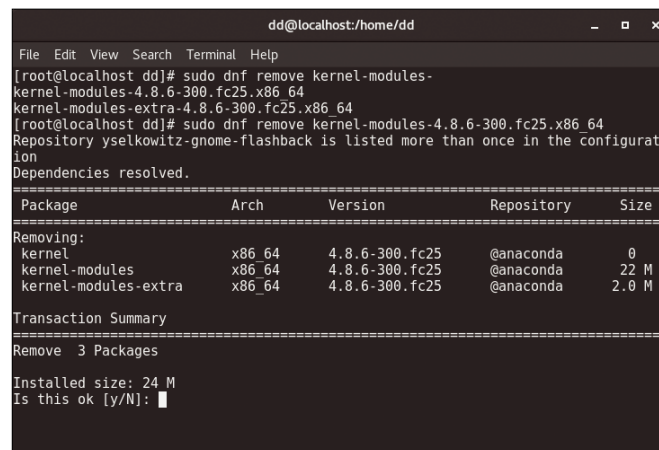 dd@localhost:/home/dd
File Edit View Search Terminal Help
[root@localhost dd]# sudo dnf remove kernel-modules-
kernel-modules-4.8.6-300.fc25.x86_64
kernel-modules-extra-4.8.6-300.fc25.x86_64
[root@localhost dd]# sudo dnf remove kernel-modules-4.8.6-300.fc25.x86_64
Repository yselkowitz-gnome-flashback is listed more than once in the configurat
ion
Dependencies resolved.
================================================================================
Package Arch Version Repository Size
================================================================================
Removing:
kernel x86_64 4.8.6-300.fc25 @anaconda 0
kernel-modules x86_64 4.8.6-300.fc25 @anaconda 22 M
kernel-modules-extra x86_64 4.8.6-300.fc25 @anaconda 2.0 M
Transaction Summary
================================================================================
Remove 3 Packages
Installed size: 24 M
Is this ok [y/N]: